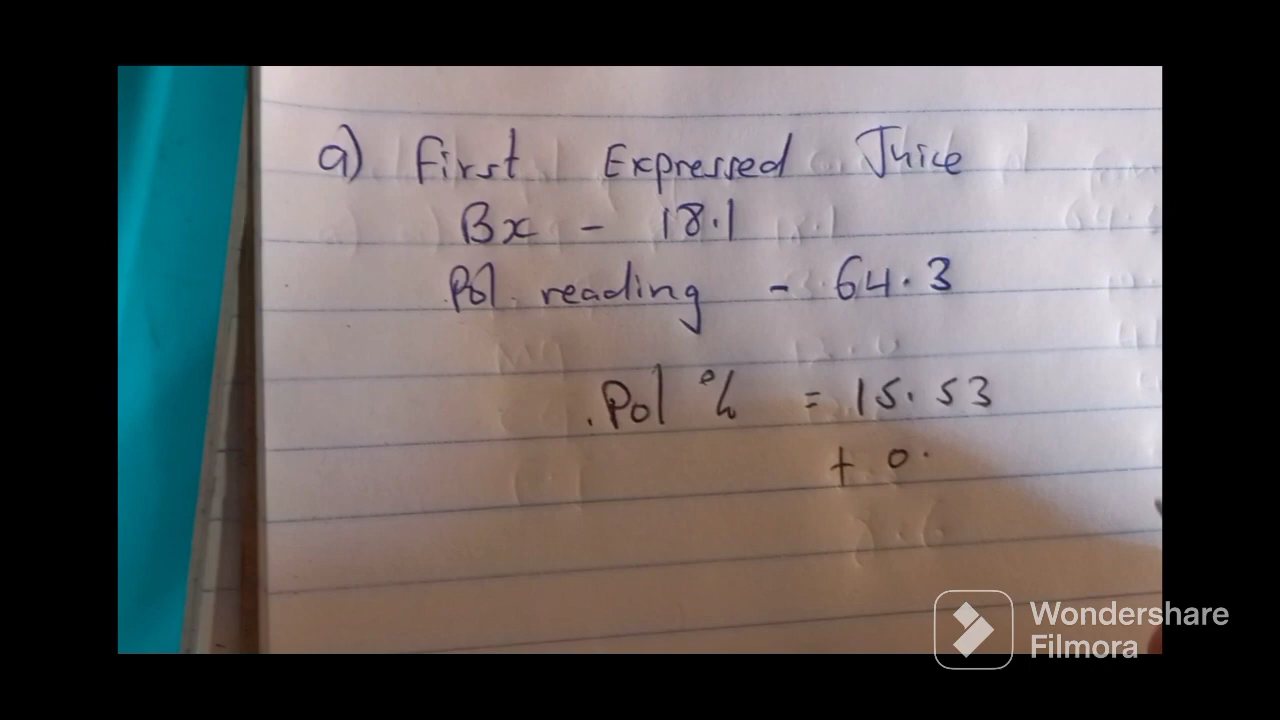 a) First Expressed Juice
Bx - 18.1
Pol. reading - 64.3
Pol % = 15.53
+ 0.
Wondershare
Filmora